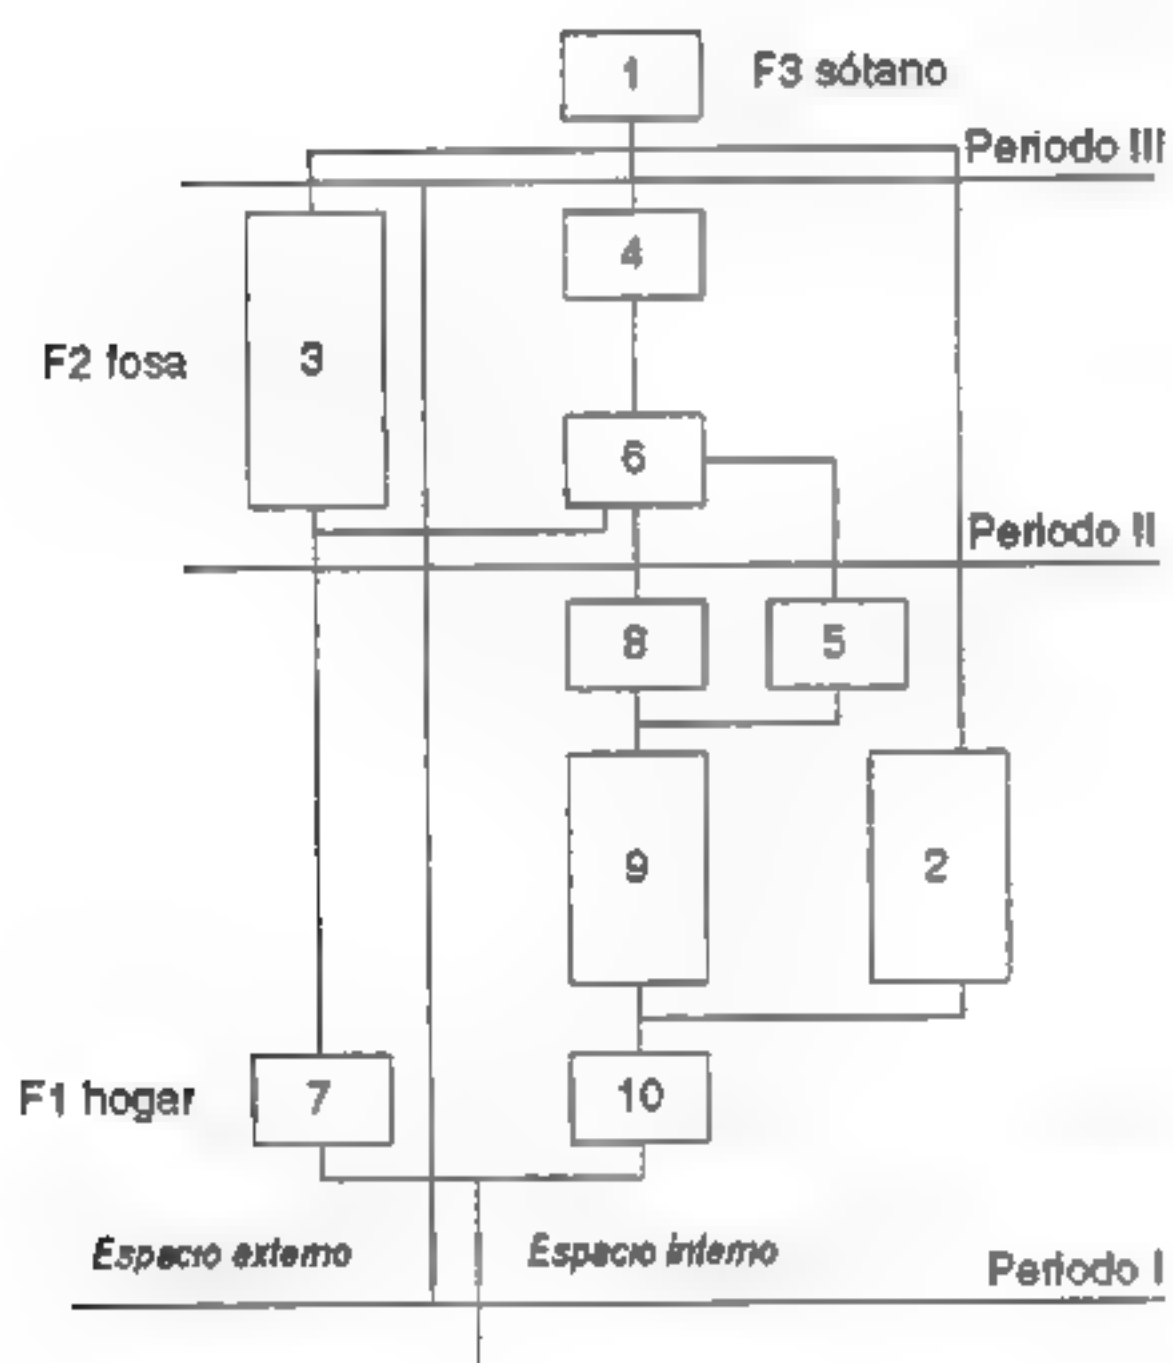 1
F3 sótano
Periodo III
4
F2 fosa
3
6
Periodo II
8
5
9
2
F1 hogar
7
10
Espacio externo
Espacio interno
Periodo I